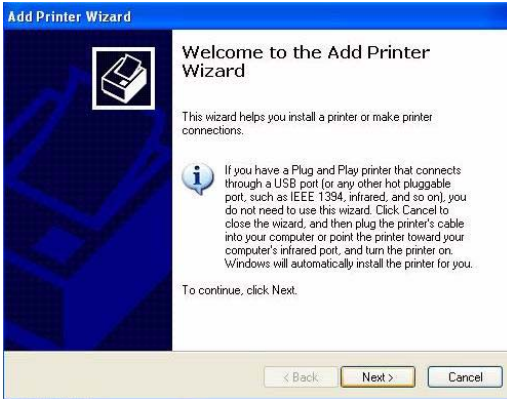 Add Printer Wizard
Welcome to the Add Printer
Wizard
This wizard helps you install a printer or make printer
connections.
If you have a Plug and Play printer that connects
through a USB port (or any other hot pluggable
port, such as IEEE 1394, infrared, and so on), you
do not need to use this wizard. Click Cancel to
close the wizard, and then plug the printer's cable
into your computer or point the printer toward your
computer's infrared port, and turn the printer on.
Windows will automatically install the printer for you.
To continue, click Next.
< Back
Next >
Cancel